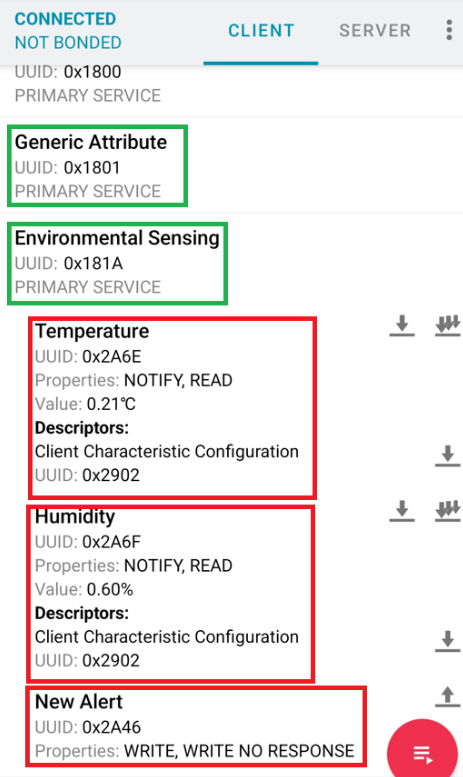 CONNECTED
NOT BONDED
CLIENT
SERVER
UUID: 0x1800
PRIMARY SERVICE
Generic Attribute
UUID: 0x1801
PRIMARY SERVICE
Environmental Sensing
UUID: 0x181A
PRIMARY SERVICE
Temperature
UUID: 0x2A6E
Properties: NOTIFY, READ
Value: 0.21℃
Descriptors:
Client Characteristic Configuration
UUID: 0x2902
Humidity
UUID: 0x2A6F
Properties: NOTIFY, READ
Value: 0.60%
Descriptors:
Client Characteristic Configuration
UUID: 0x2902
New Alert
UUID: 0x2A46
Properties: WRITE, WRITE NO RESPONSE